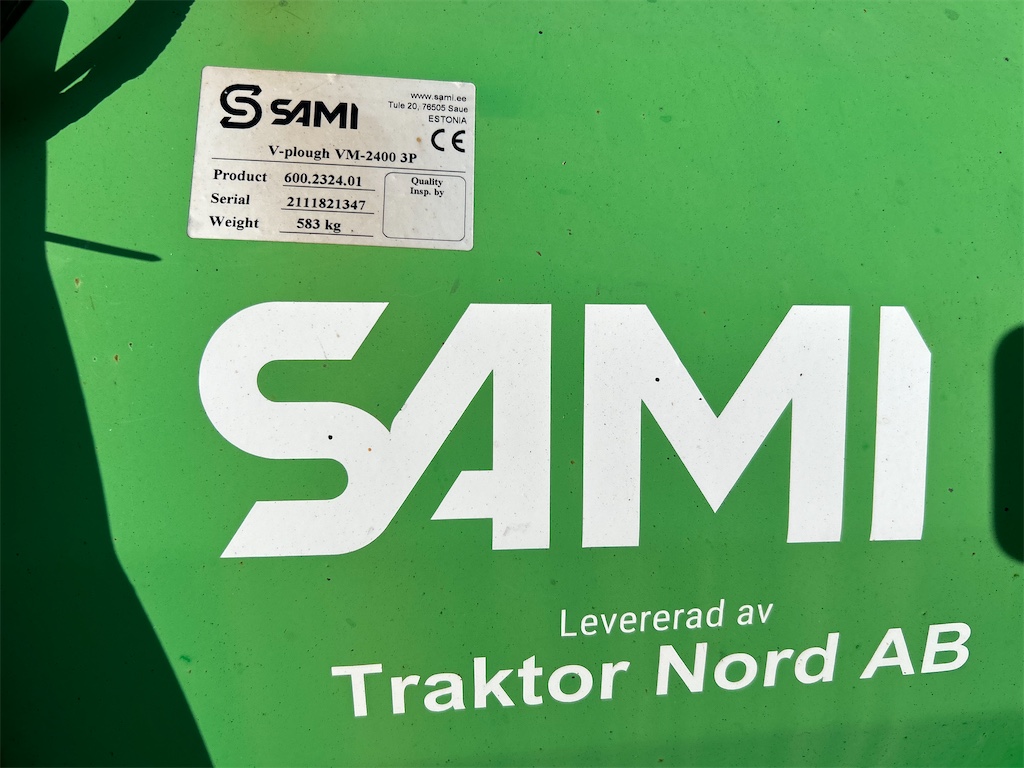 SAMI
www.sami.ee
Tule 20, 76505 Saue
ESTONIA
CE
V-plough VM-2400 3P
Product 600.2324.01
Serial 2111821347
Weight 583 kg
Quality
Insp. by
SAMI
Levererad av
Traktor Nord AB